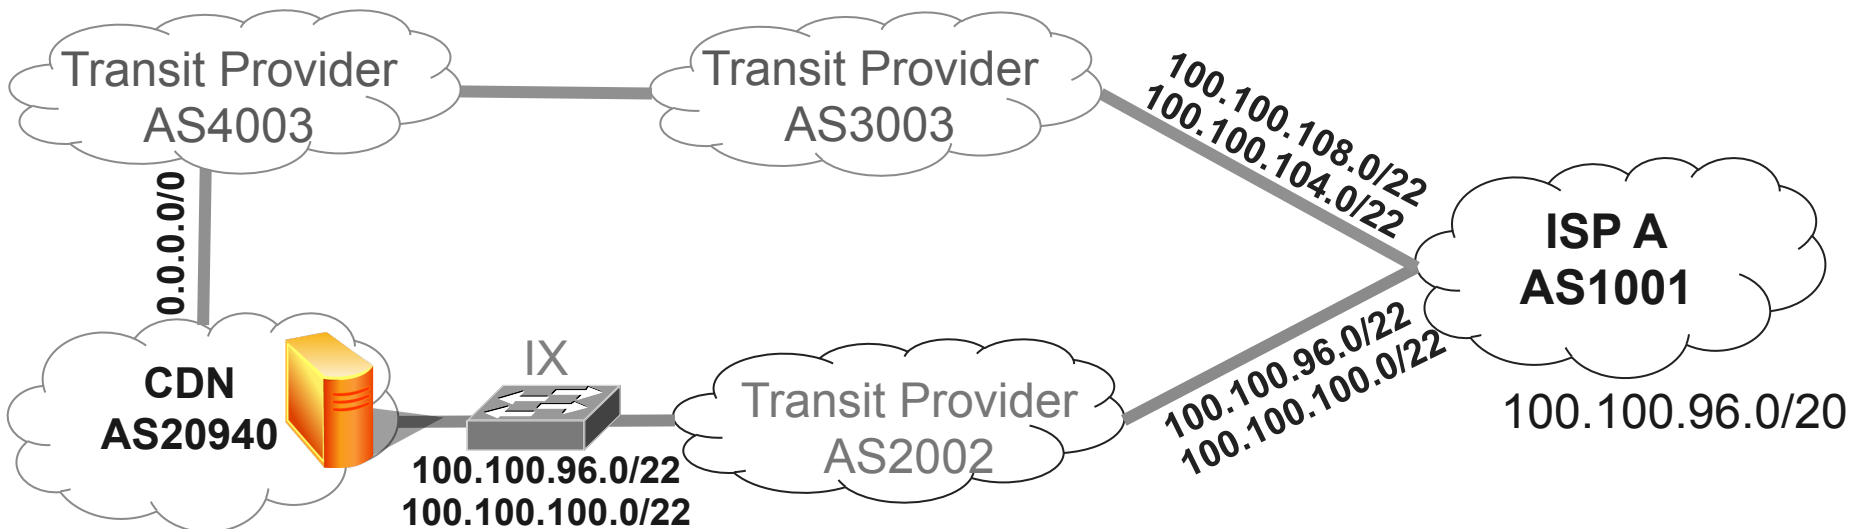 Transit Provider
AS4003
Transit Provider
AS3003
100.100.108.0/22
100.100.104.0/22
ISP A
AS1001
100.100.96.0/20
0.0.0.0/0
CDN
AS20940
IX
100.100.96.0/22
100.100.100.0/22
Transit Provider
AS2002
100.100.96.0/22
100.100.100.0/22